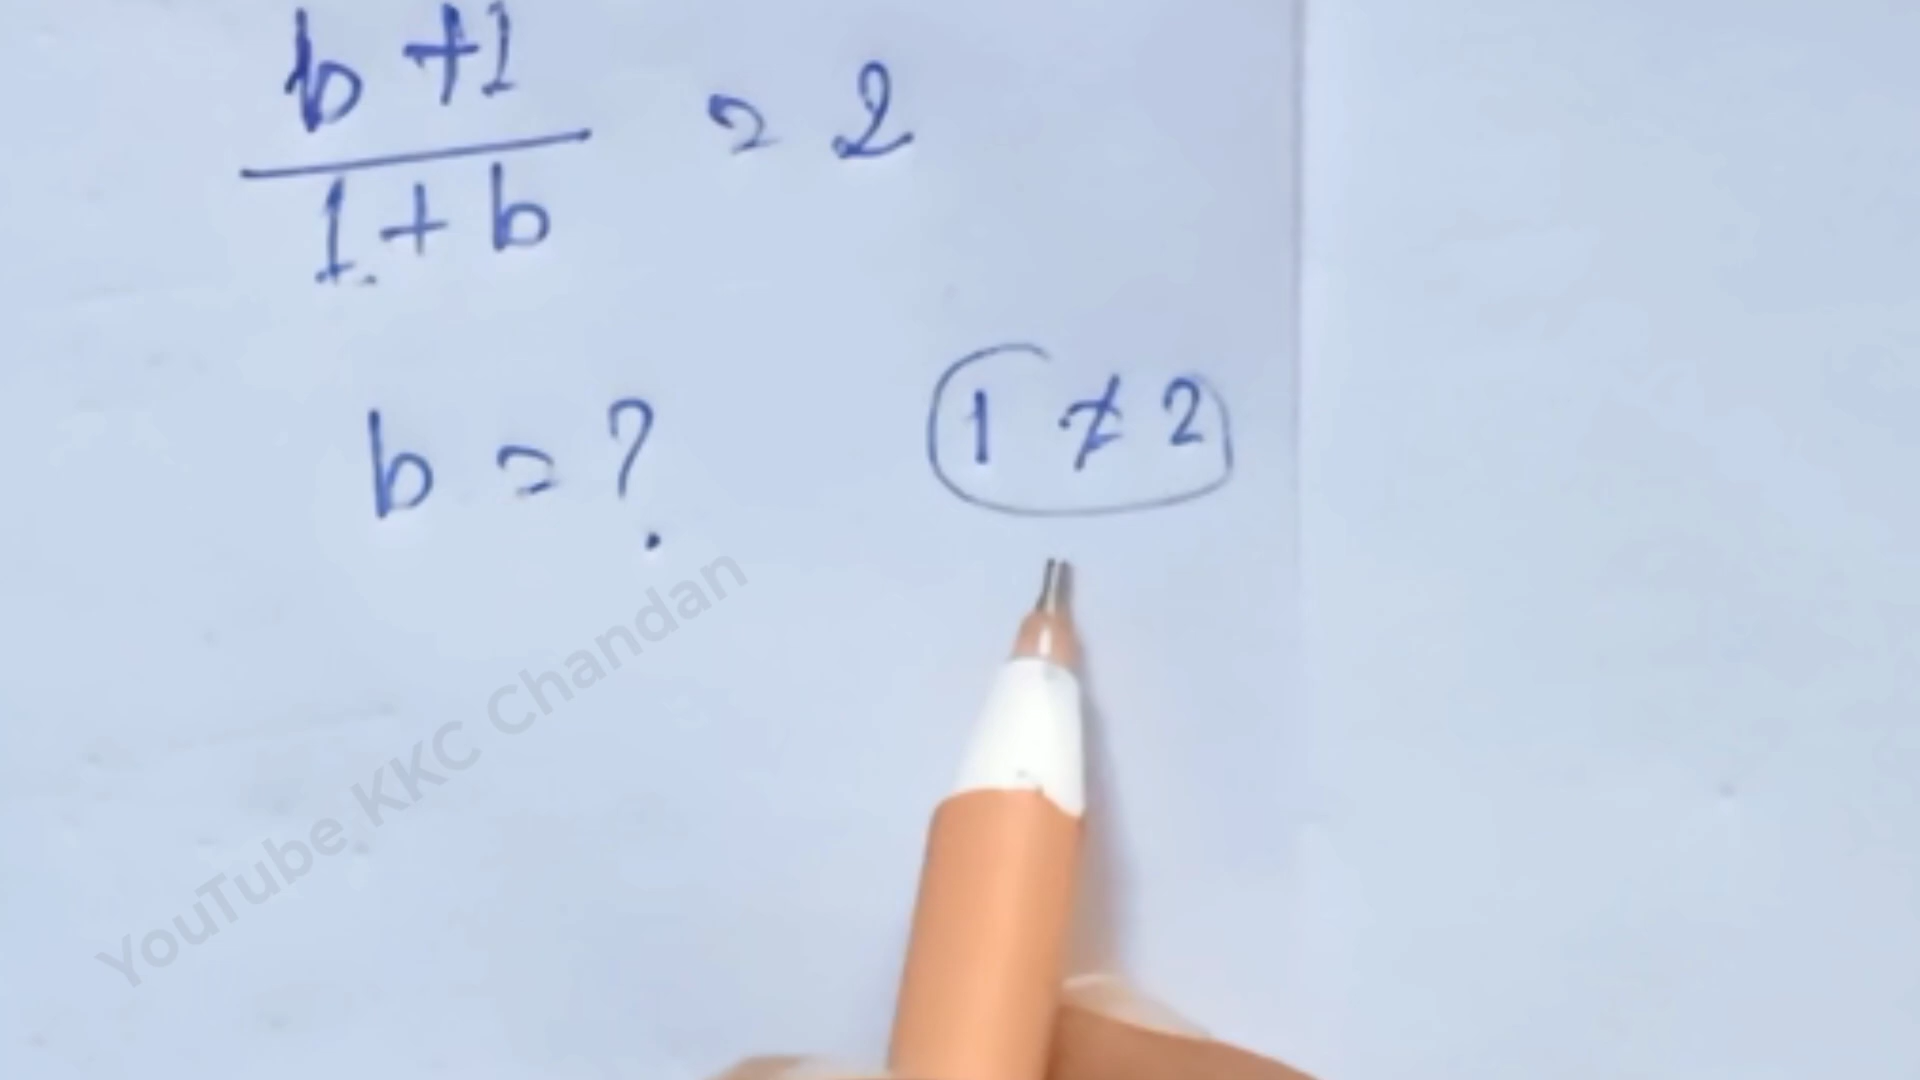 b + 1
1 + b
= 2
b = ?
1 ≠ 2
YouTube KKC Chandan